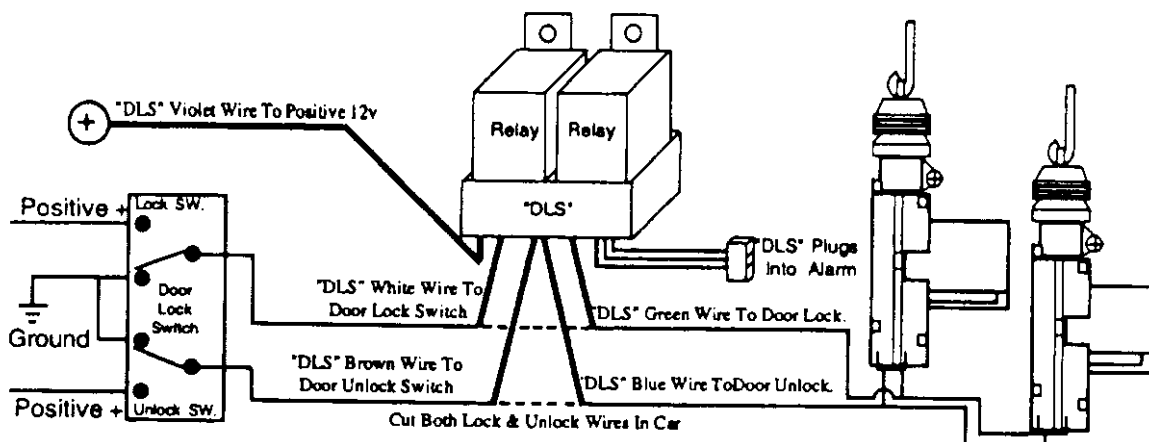 "DLS" Violet Wire To Positive 12v
+
Relay
Relay
"DLS"
Positive +
Lock SW.
Door
Lock
Switch
Ground
Positive +
Unlock SW.
"DLS" Plugs
Into Alarm
"DLS" White Wire To
Door Lock Switch
"DLS" Green Wire To Door Lock.
"DLS" Brown Wire To
Door Unlock Switch
"DLS" Blue Wire ToDoor Unlock.
Cut Both Lock & Unlock Wires In Car